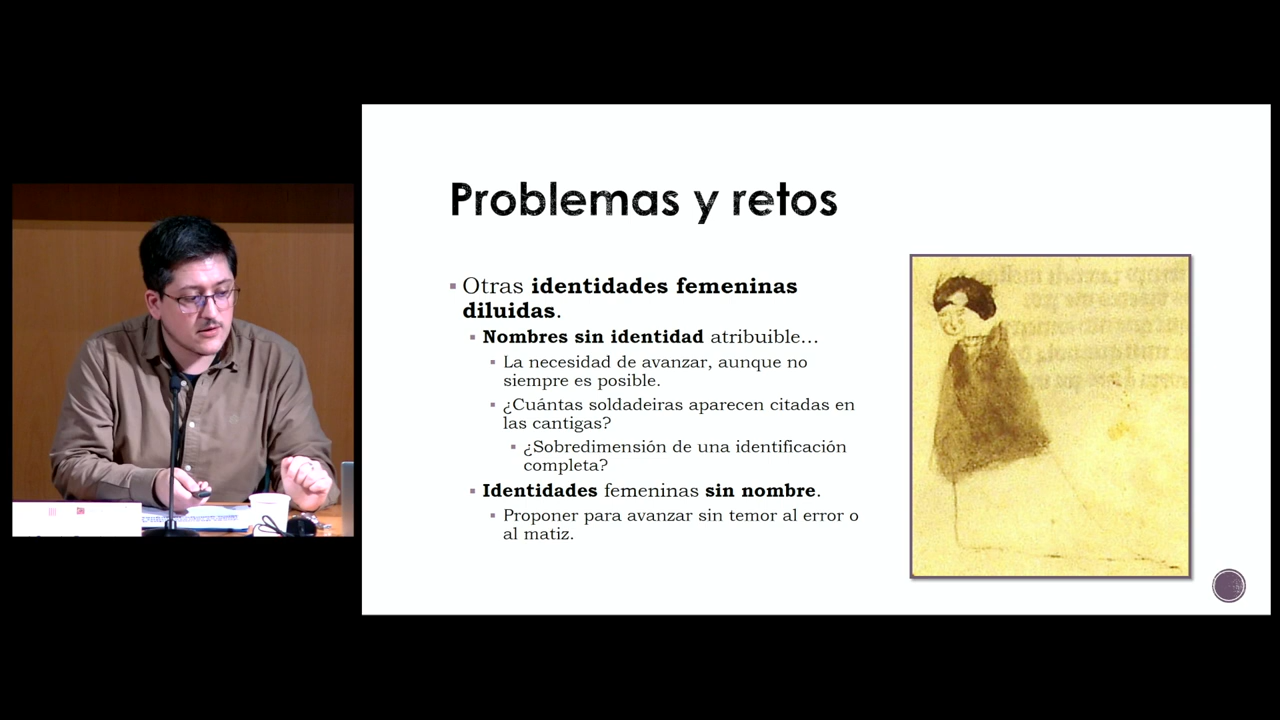 Problemas y retos
Otras identidades femeninas
diluidas.
Nombres sin identidad atribuible...
La necesidad de avanzar, aunque no
siempre es posible.
¿Cuántas soldadeiras aparecen citadas en
las cantigas?
¿Sobredimensión de una identificación
completa?
Identidades femeninas sin nombre.
Proponer para avanzar sin temor al error o
al matiz.